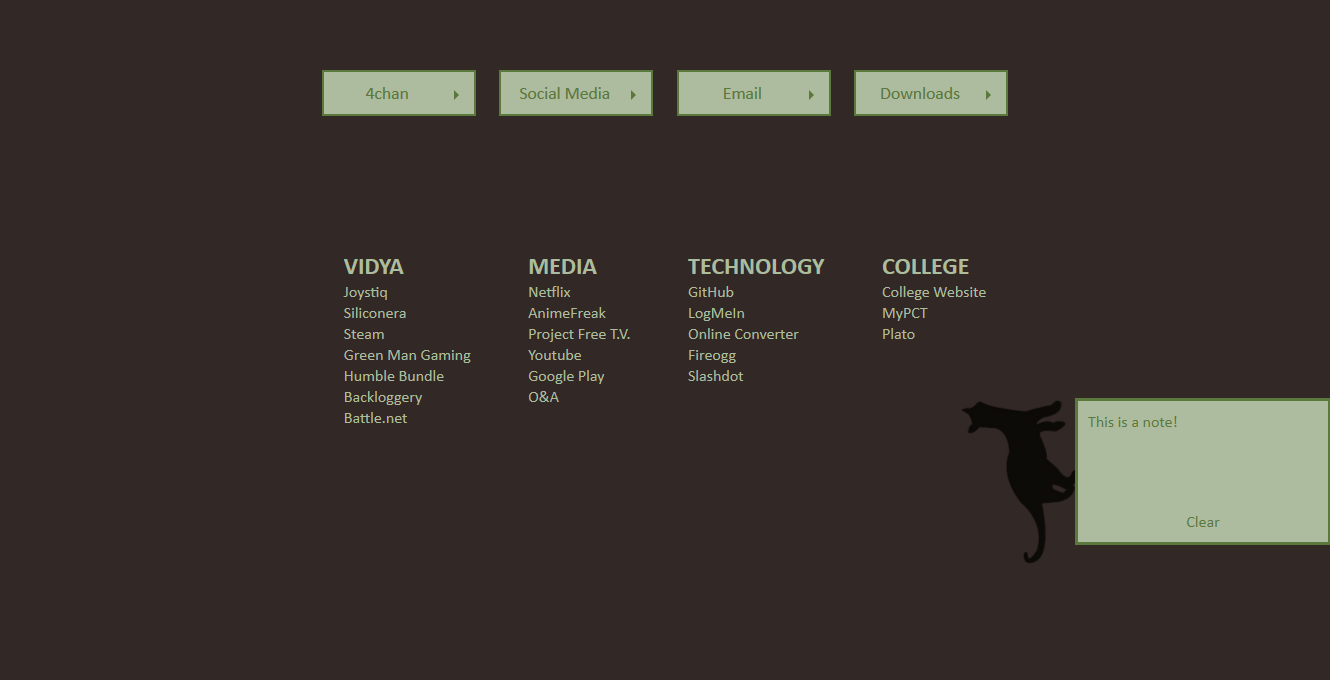 4chan
Social Media
Email
Downloads
VIDYA
Joystiq
Siliconera
Steam
Green Man Gaming
Humble Bundle
Backloggery
Battle.net
MEDIA
Netflix
AnimeFreak
Project Free T.V.
Youtube
Google Play
O&A
TECHNOLOGY
GitHub
LogMeIn
Online Converter
Fireogg
Slashdot
COLLEGE
College Website
MyPCT
Plato
This is a note!
Clear